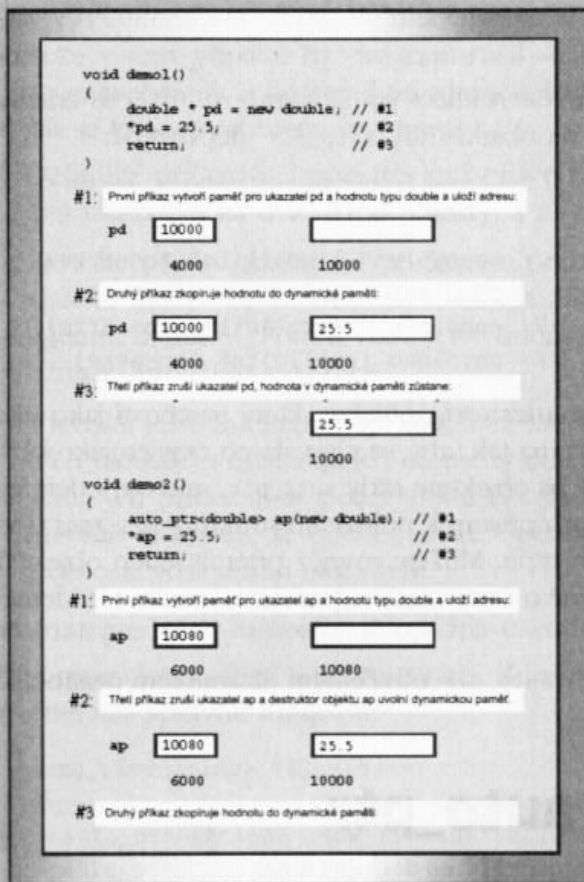 void demo1()
{
double * pd = new double; // #1
*pd = 25.5; // #2
return; // #3
}
#1: První příkaz vytvoří paměť pro ukazatel pd a hodnotu typu double a uloží adresu:
pd 10000
4000 10000
#2: Druhý příkaz zkopíruje hodnotu do dynamické paměti:
pd 10000 25.5
4000 10000
#3: Třetí příkaz zruší ukazatel pd, hodnota v dynamické paměti zůstane:
25.5
10000
void demo2()
{
auto_ptr<double> ap(new double); // #1
*ap = 25.5; // #2
return; // #3
}
#1: První příkaz vytvoří paměť pro ukazatel ap a hodnotu typu double a uloží adresu:
ap 10080
6000 10080
#2: Třetí příkaz zruší ukazatel ap a destruktor objektu ap uvolní dynamickou paměť.
ap 10080 25.5
6000 10000
#3 Druhý příkaz zkopíruje hodnotu do dynamické paměti